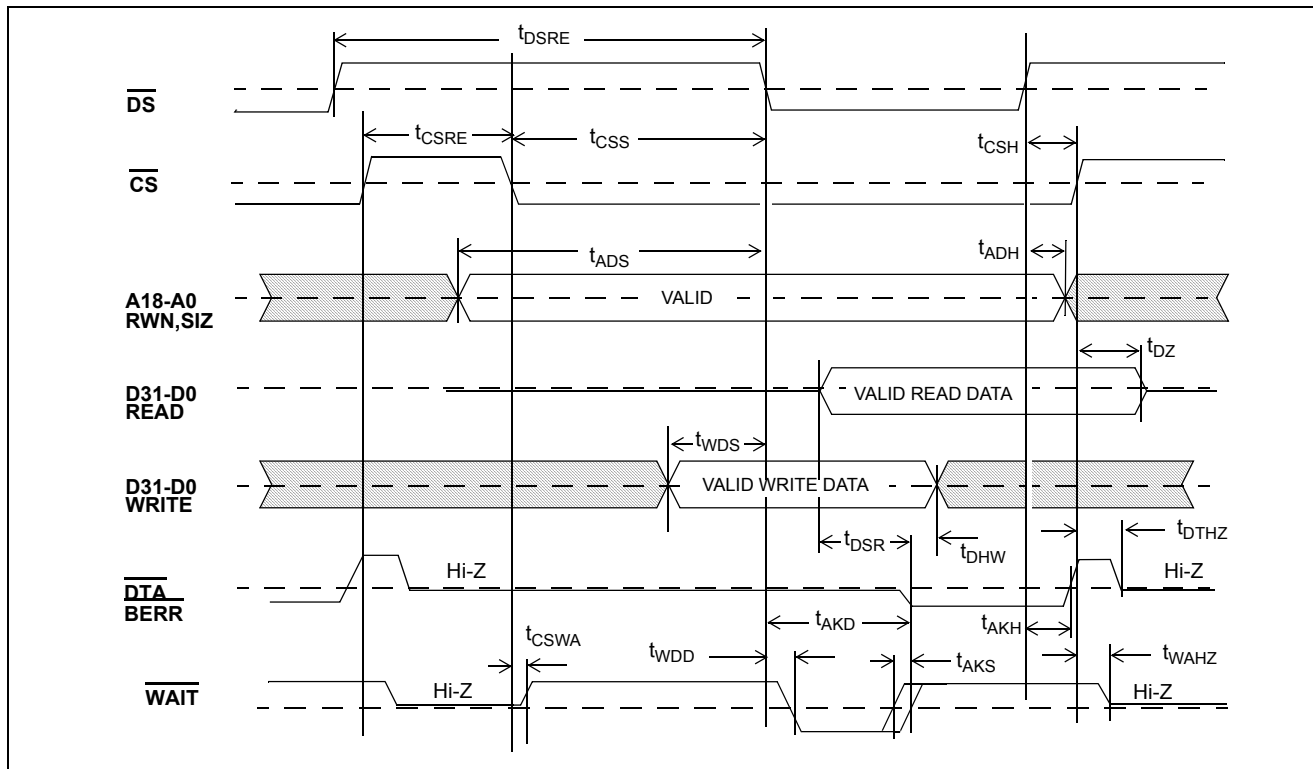 tDSRE
DS
tCSRE
tCSS
tCSH
CS
tADS
tADH
A18-A0
RWN,SIZ
VALID
tDZ
D31-D0
READ
VALID READ DATA
tWDS
D31-D0
WRITE
VALID WRITE DATA
tDSR
tDHW
tDTHZ
DTA
BERR
Hi-Z
Hi-Z
tCSWA
tWDD
tAKD
tAKS
tAKH
tWAHZ
WAIT
Hi-Z
Hi-Z